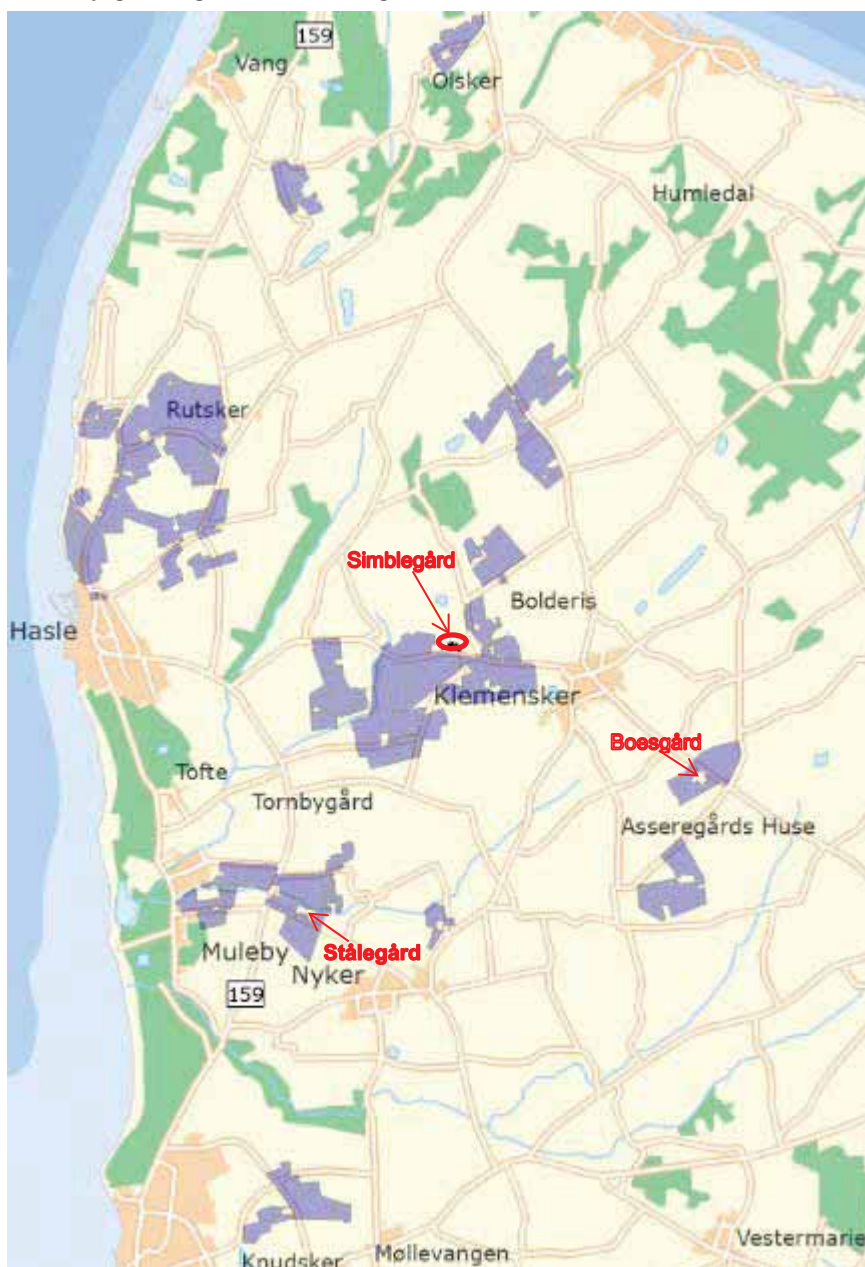 159
Vang
Olsker
Humledal
Rutsker
Simblegård
Bolderis
Hasle
Klemensker
Boesgård
Tofte
Tornbygård
Asseregårds Huse
Muleby
Stålegård
Nyker
159
Vestermarie
Knudsker
Møllevangen